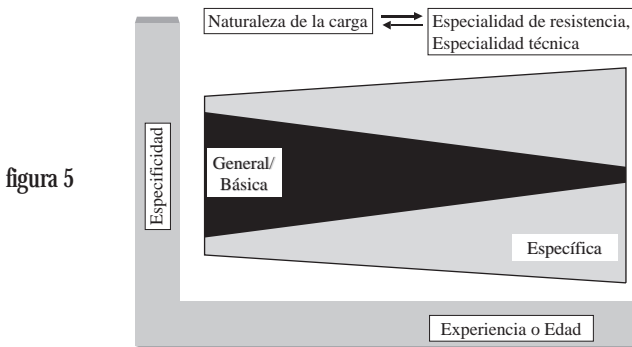 Naturaleza de la carga
Especialidad de resistencia,
Especialidad técnica
figura 5
Especificidad
General/
Básica
Específica
Experiencia o Edad